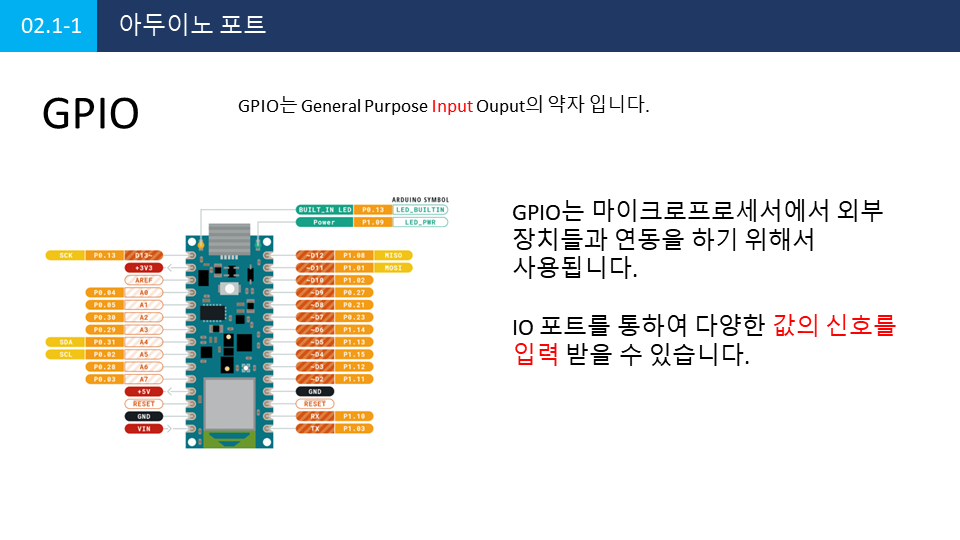 02.1-1 아두이노 포트
GPIO
GPIO는 General Purpose Input Ouput의 약자 입니다.
ARDUINO SYMBOL
BUILT_IN LED P0.13 LED_BUILTIN
Power P1.09 LED_PWR
SCK P0.13 D13~
+3V3
AREF
P0.04 A0
P0.05 A1
P0.30 A2
P0.29 A3
SDA P0.31 A4
SCL P0.02 A5
P0.28 A6
P0.03 A7
+5V
RESET
GND
VIN
~D12 P1.08 MISO
~D11 P1.01 MOSI
~D10 P1.02
~D9 P0.27
~D8 P0.21
~D7 P0.23
~D6 P1.14
~D5 P1.13
~D4 P1.15
~D3 P1.12
~D2 P1.11
GND
RESET
RX P1.10
TX P1.03
GPIO는 마이크로프로세서에서 외부
장치들과 연동을 하기 위해서
사용됩니다.
IO 포트를 통하여 다양한 값의 신호를
입력 받을 수 있습니다.